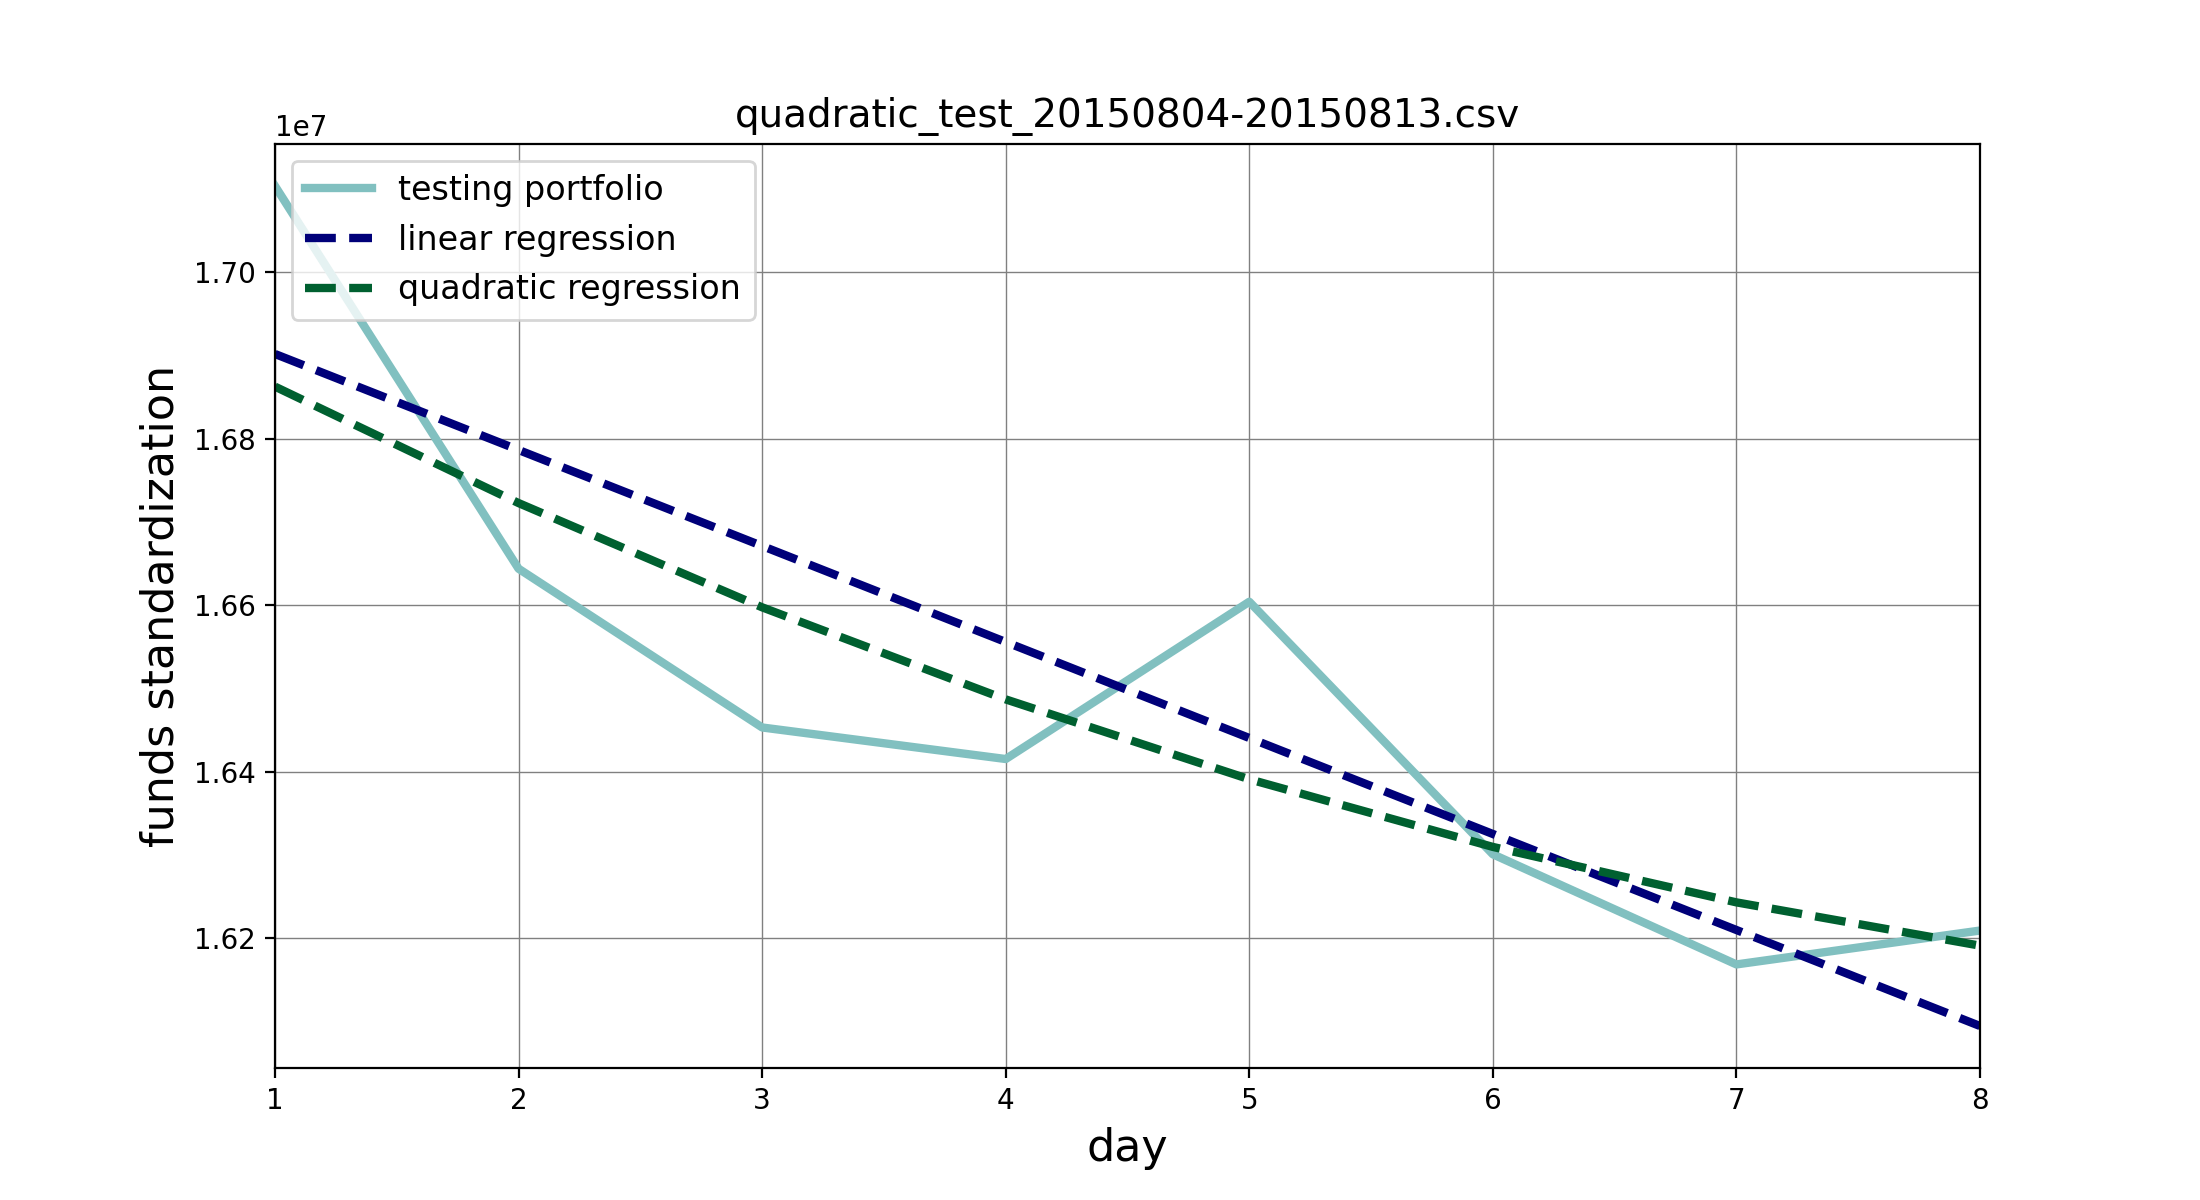 quadratic_test_20150804-20150813.csv
1e7
testing portfolio
linear regression
quadratic regression
1.70
1.68
1.66
1.64
1.62
funds standardization
1 2 3 4 5 6 7 8
day